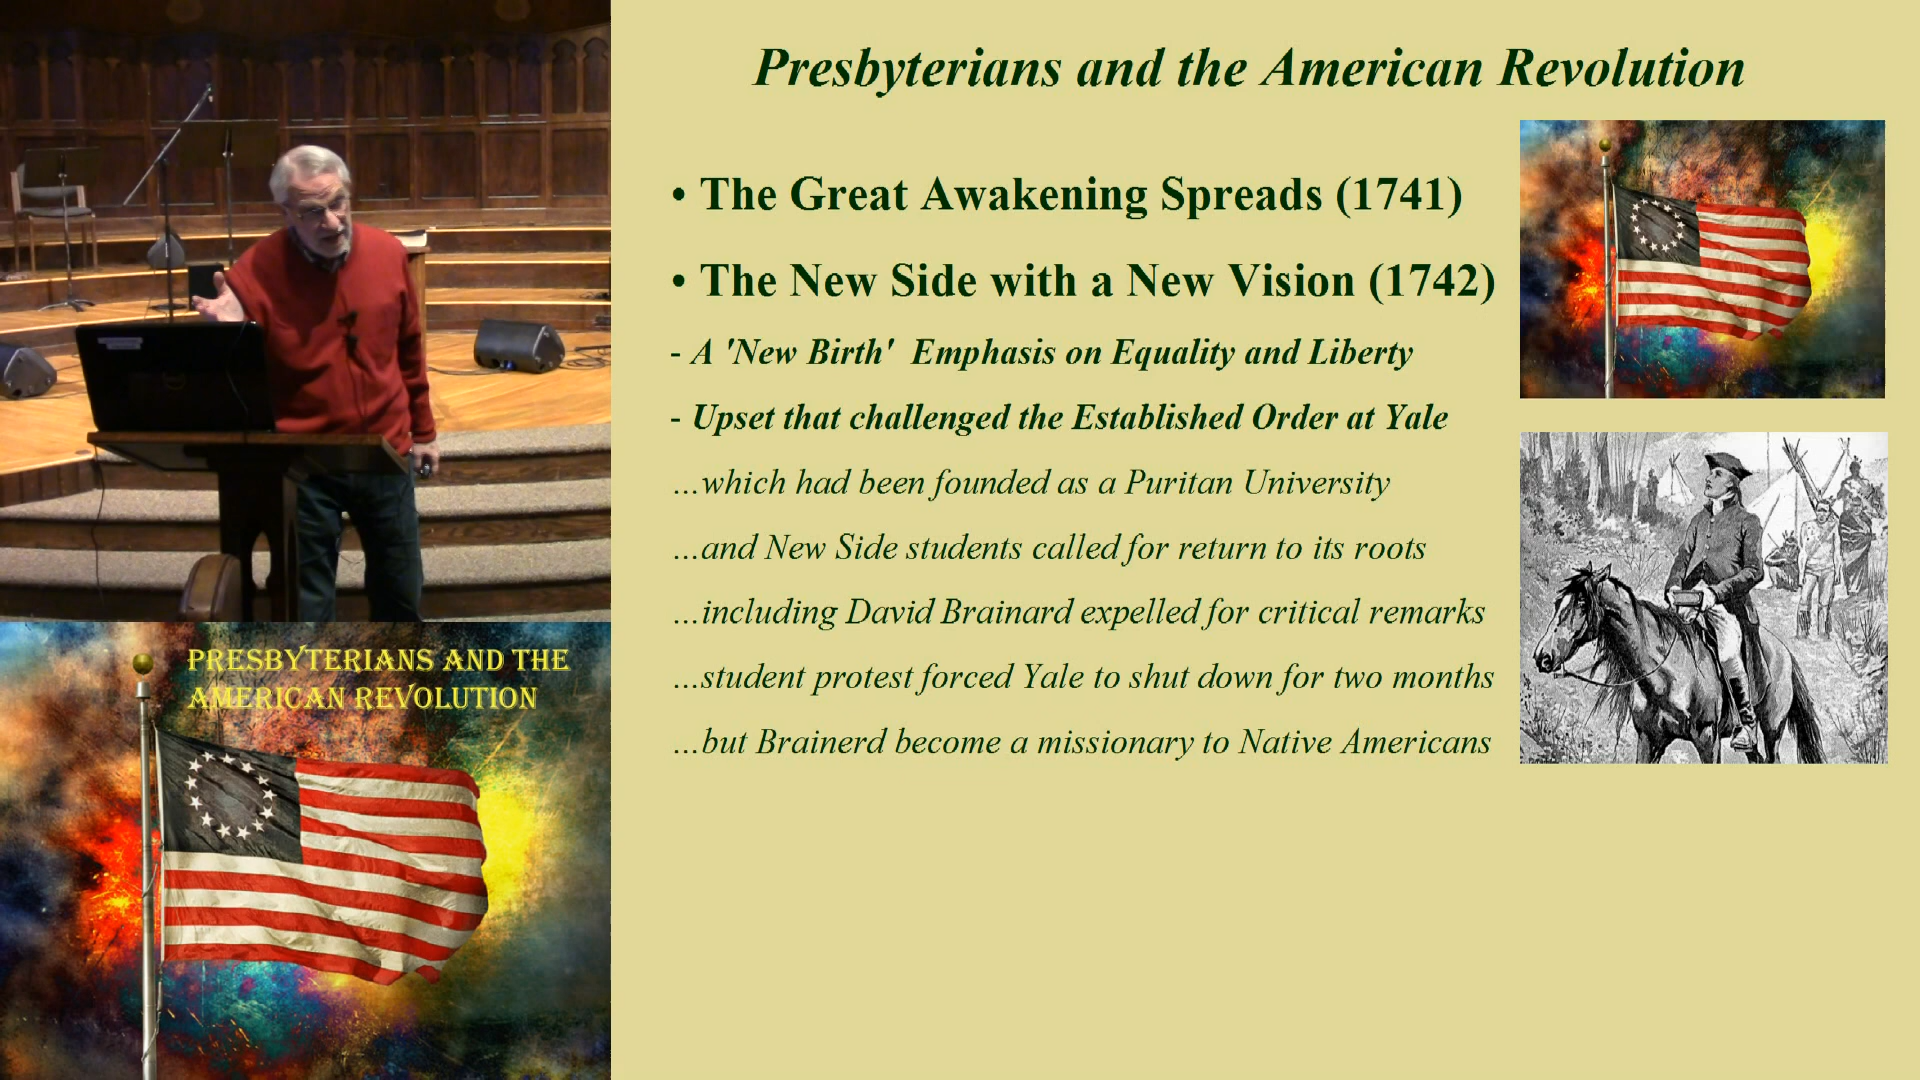 Presbyterians and the American Revolution
• The Great Awakening Spreads (1741)
• The New Side with a New Vision (1742)
- A 'New Birth' Emphasis on Equality and Liberty
- Upset that challenged the Established Order at Yale
...which had been founded as a Puritan University
...and New Side students called for return to its roots
...including David Brainard expelled for critical remarks
...student protest forced Yale to shut down for two months
...but Brainerd become a missionary to Native Americans
PRESBYTERIANS AND THE
AMERICAN REVOLUTION